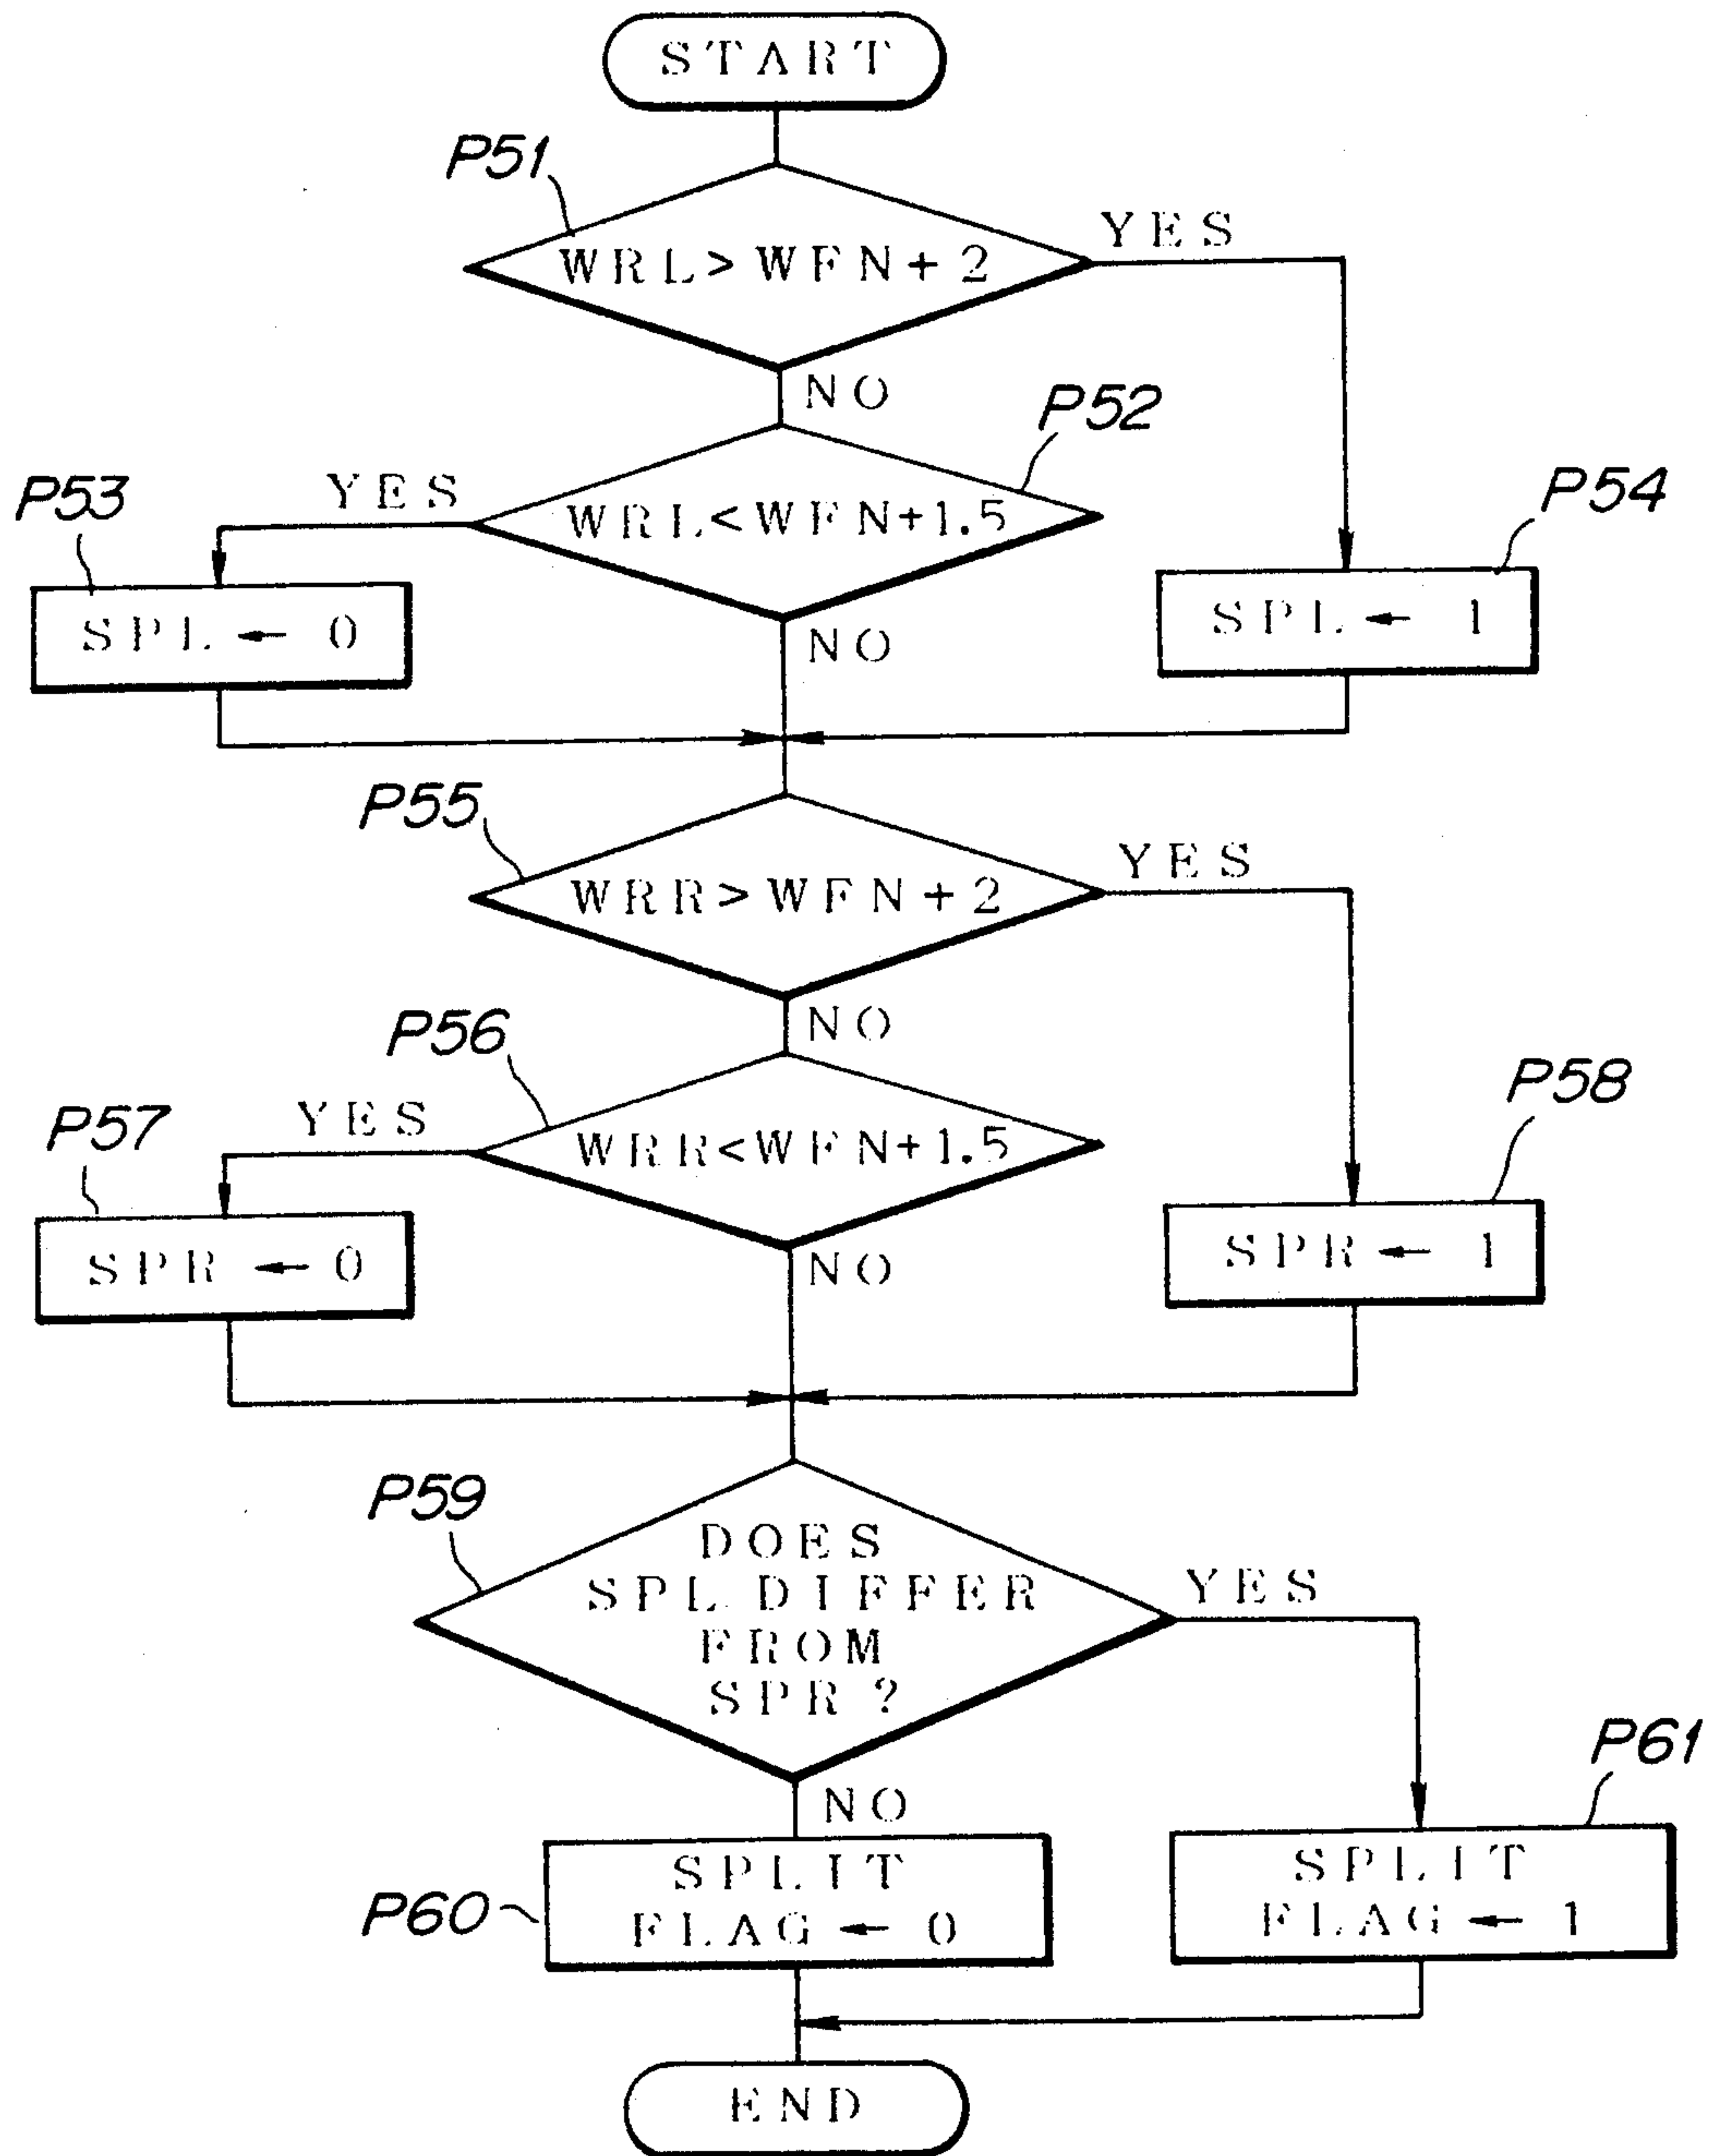 START
P51
WRL>WFN+2
YES
NO
P52
P53
YES
WRL<WFN+1.5
P54
SPL ← 0
NO
SPL ← 1
P55
WRR>WFN+2
YES
NO
P56
P57
YES
WRR<WFN+1.5
P58
SPR ← 0
NO
SPR ← 1
P59
DOES
SPL DIFFER
FROM
SPR?
YES
NO
P61
P60
SPLIT
FLAG ← 0
SPLIT
FLAG ← 1
END